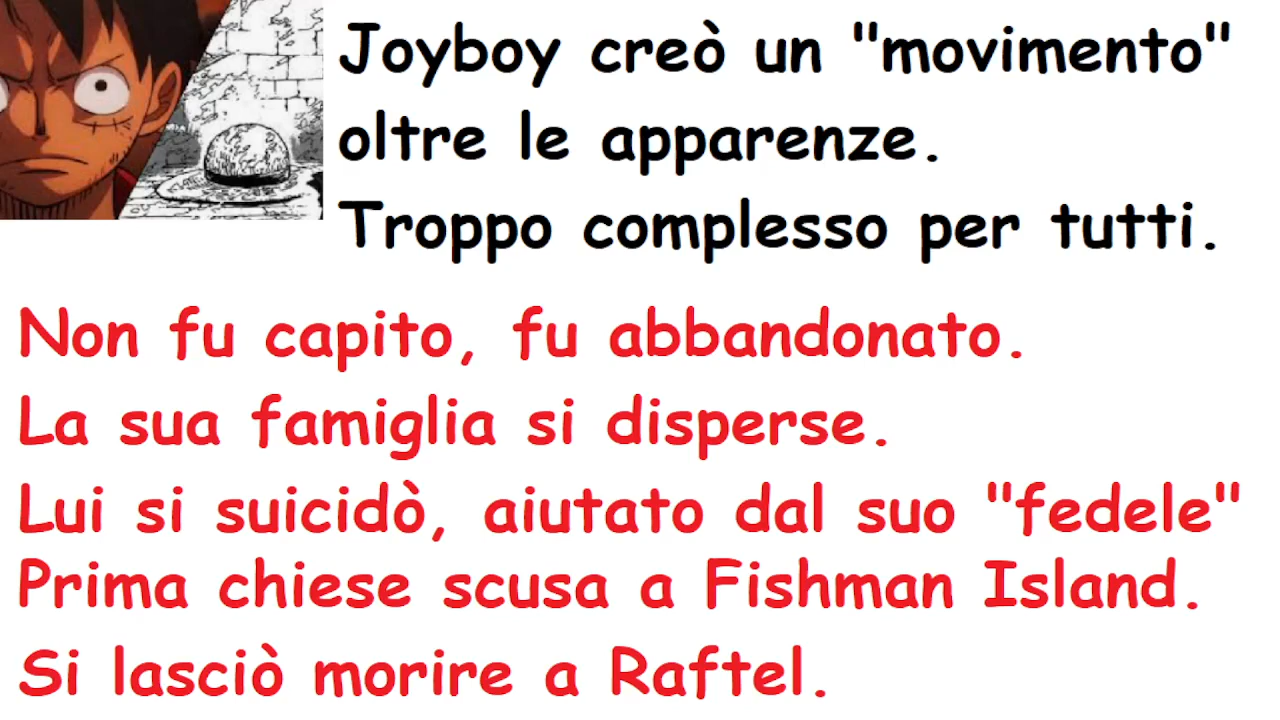 Joyboy creò un "movimento"
oltre le apparenze.
Troppo complesso per tutti.
Non fu capito, fu abbandonato.
La sua famiglia si disperse.
Lui si suicidò, aiutato dal suo "fedele"
Prima chiese scusa a Fishman Island.
Si lasciò morire a Raftel.